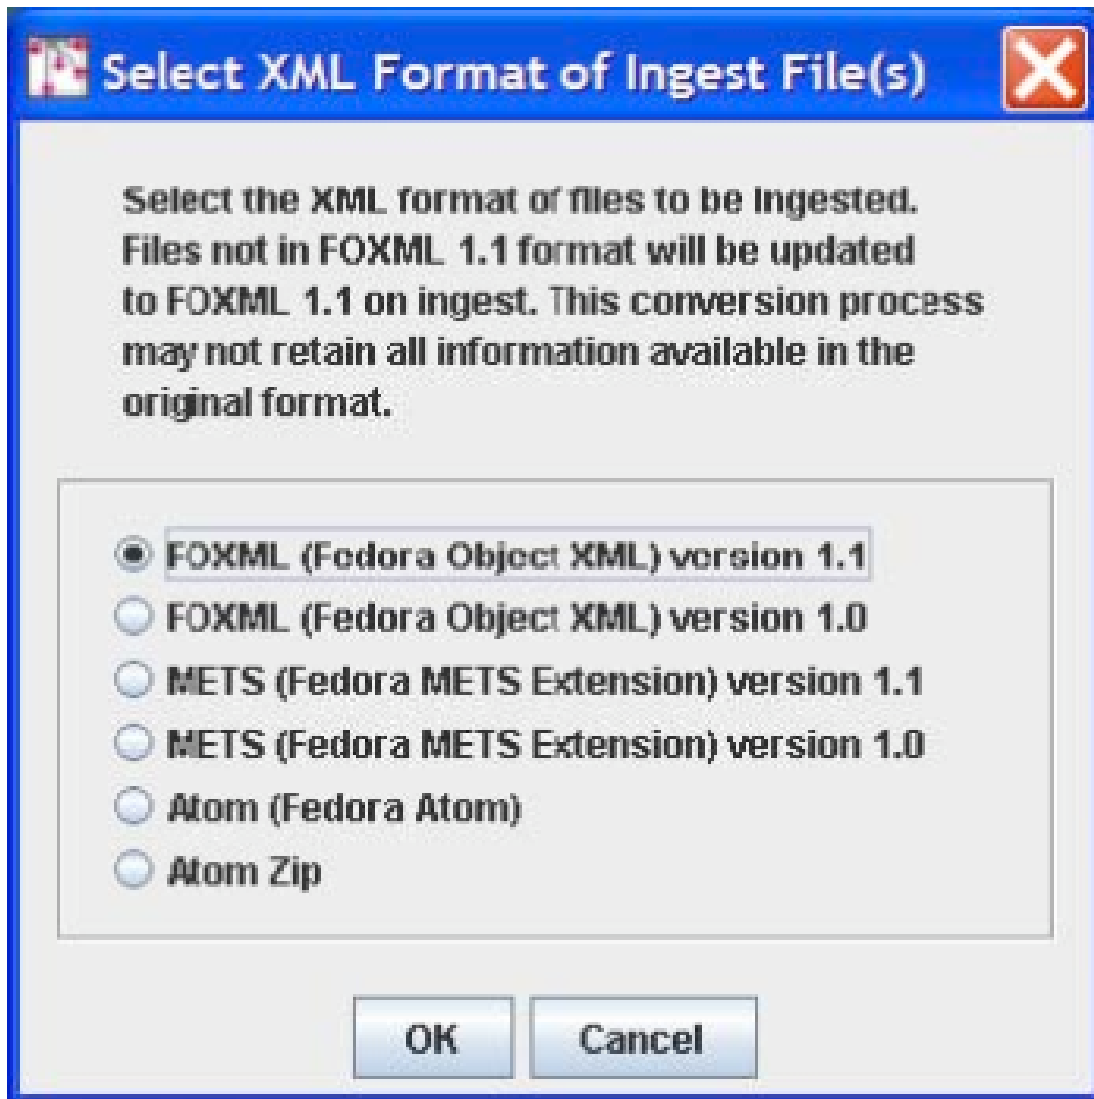 Select XML Format of Ingest File(s)
Select the XML format of files to be Ingested.
Files not in FOXML 1.1 format will be updated
to FOXML 1.1 on ingest. This conversion process
may not retain all information available in the
original format.
FOXML (Fedora Object XML) version 1.1
FOXML (Fedora Object XML) version 1.0
METS (Fedora METS Extension) version 1.1
METS (Fedora METS Extension) version 1.0
Atom (Fedora Atom)
Atom Zip
OK Cancel